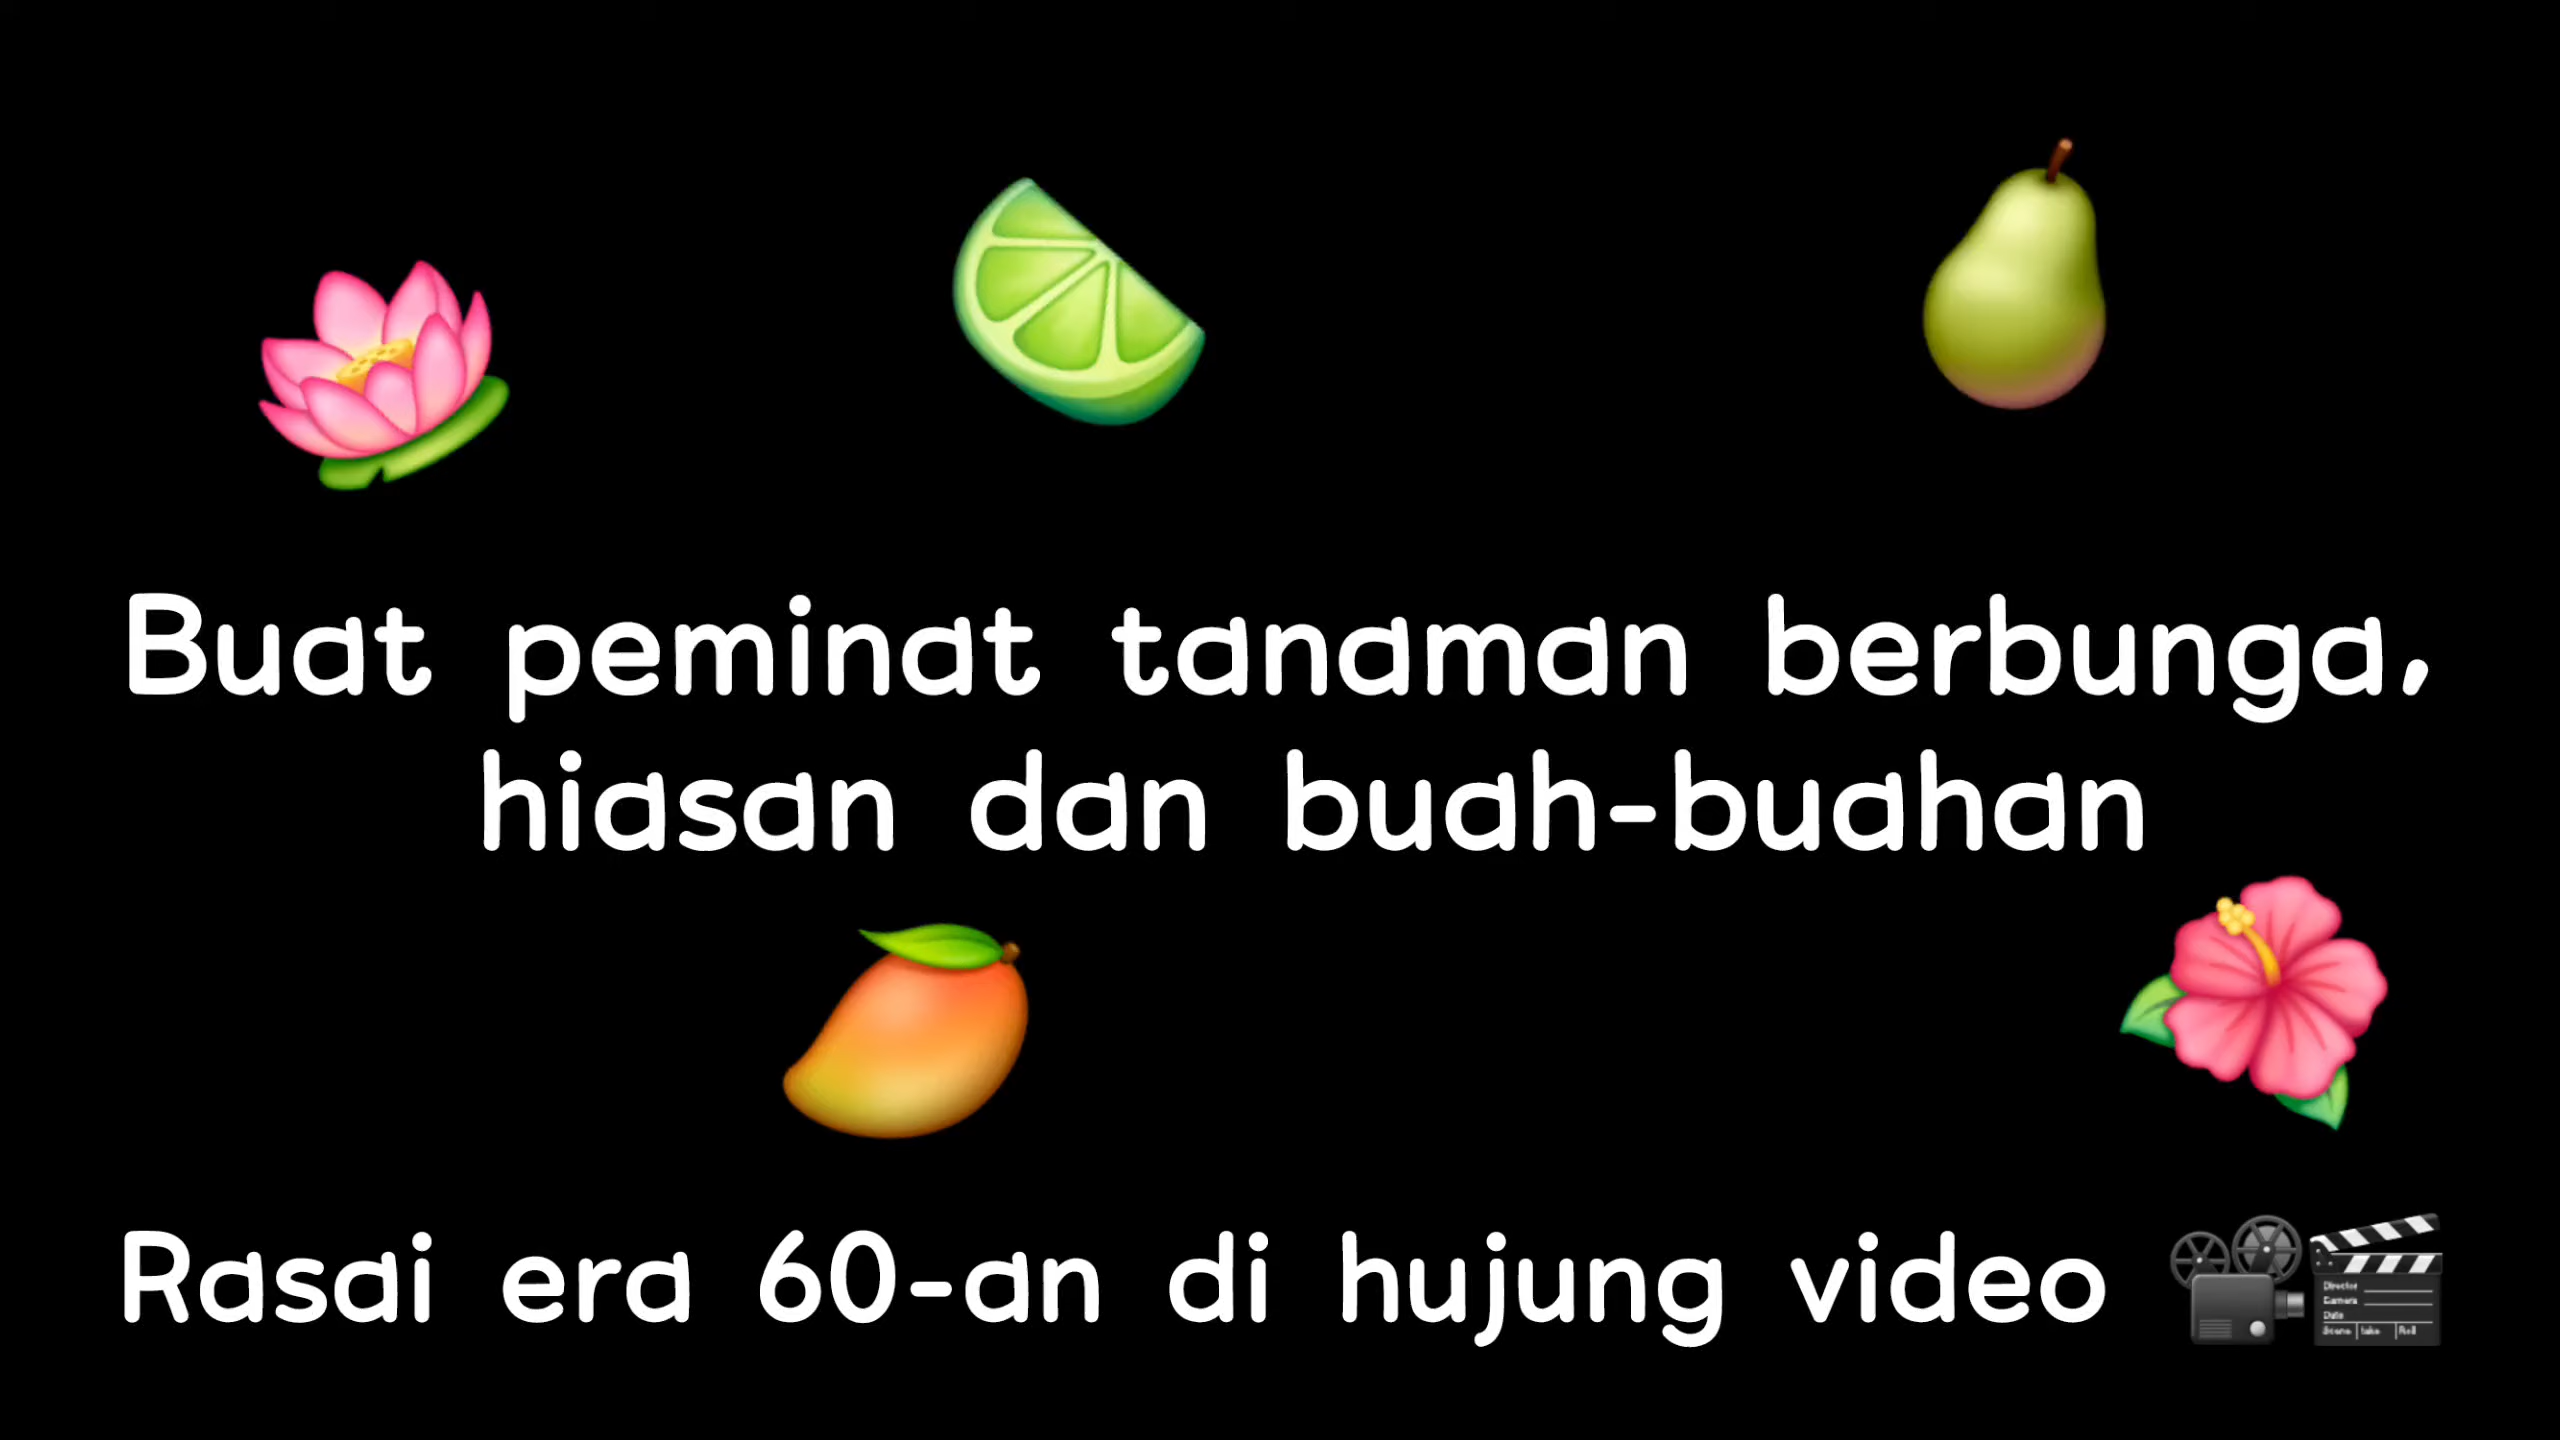 Buat peminat tanaman berbunga,
hiasan dan buah-buahan
Rasai era 60-an di hujung video